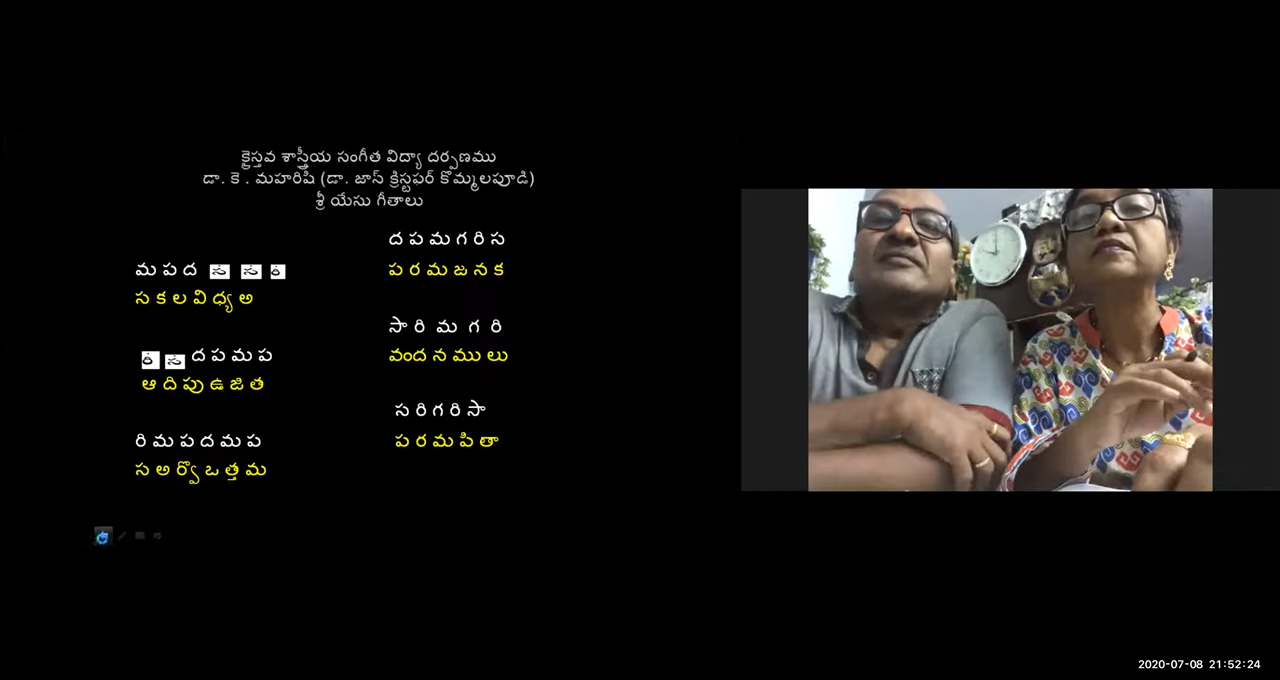 క్రైస్తవ శాస్త్రీయ సంగీత విద్యా దర్పణము
డా. కె . మహరిషి (డా. జాస్ క్రిస్టఫర్ కొమ్మలపూడి)
శ్రీ యేసు గీతాలు
మ ప ద స స రి
స క ల వి ధ్య అ
రి స ద ప మ ప
ఆ ది పు ఉ జి త
రి మ ప ద మ ప
స అ ర్వొ ఒ త్త మ
ద ప మ గ రి స
ప ర మ జ న క
సా రి మ గ రి
వం ద న ము లు
స రి గ రి సా
ప ర మ పి తా
2020-07-08 21:52:24